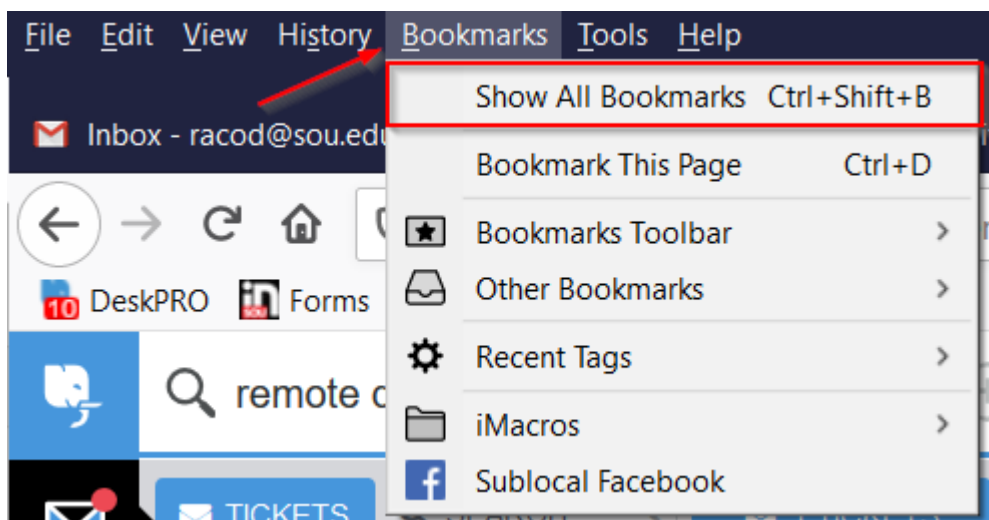 File Edit View History Bookmarks Tools Help
Show All Bookmarks Ctrl+Shift+B
Inbox - racod@sou.edu
Bookmark This Page Ctrl+D
Bookmarks Toolbar
10 DeskPRO Forms
Other Bookmarks
Recent Tags
remote
iMacros
Sublocal Facebook
TICKETS